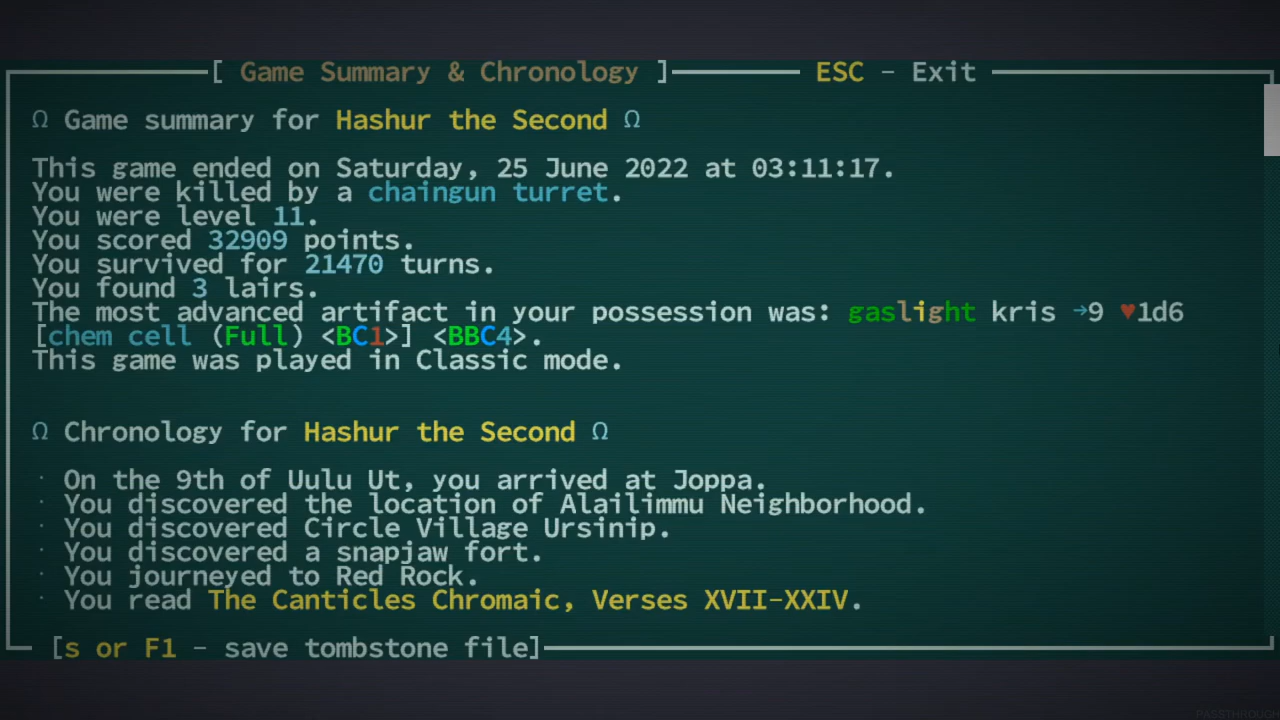 [ Game Summary & Chronology ] ESC - Exit
Ω Game summary for Hashur the Second Ω
This game ended on Saturday, 25 June 2022 at 03:11:17.
You were killed by a chaingun turret.
You were level 11.
You scored 32909 points.
You survived for 21470 turns.
You found 3 lairs.
The most advanced artifact in your possession was: gaslight kris →9 ♥1d6
[chem cell (Full) <BC1>] <BBC4>.
This game was played in Classic mode.
Ω Chronology for Hashur the Second Ω
· On the 9th of Uulu Ut, you arrived at Joppa.
· You discovered the location of Alailimmu Neighborhood.
· You discovered Circle Village Ursinip.
· You discovered a snapjaw fort.
· You journeyed to Red Rock.
· You read The Canticles Chromaic, Verses XVII-XXIV.
[s or F1 - save tombstone file]